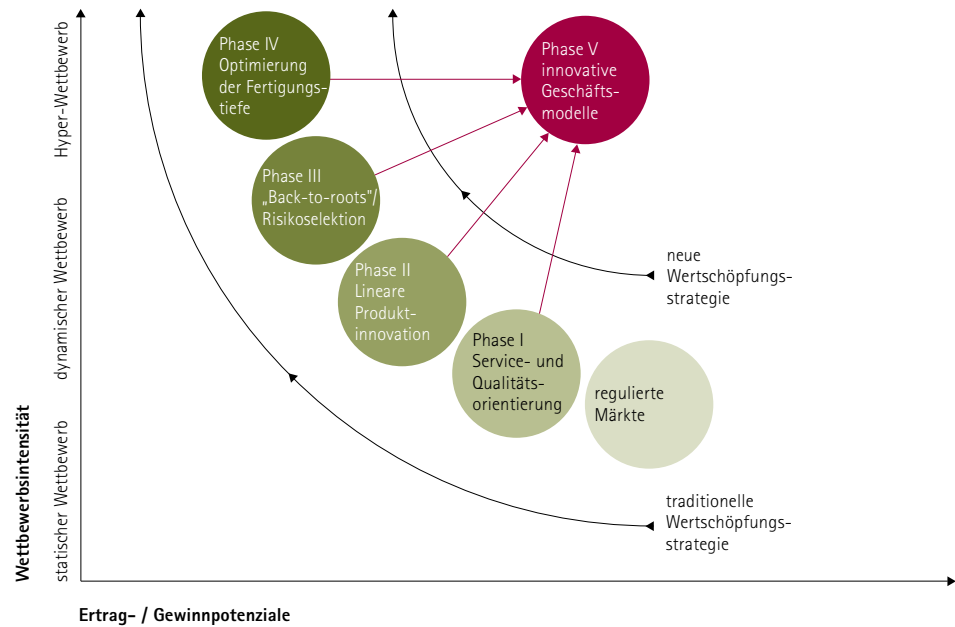 Wettbewerbsintensität
Hyper-Wettbewerb
dynamischer Wettbewerb
statischer Wettbewerb
Phase IV
Optimierung
der Fertigungs-
tiefe
Phase V
innovative
Geschäfts-
modelle
Phase III
„Back-to-roots"/
Risikoselektion
Phase II
Lineare
Produkt-
innovation
Phase I
Service- und
Qualitäts-
orientierung
regulierte
Märkte
neue
Wertschöpfungs-
strategie
traditionelle
Wertschöpfungs-
strategie
Ertrag- / Gewinnpotenziale